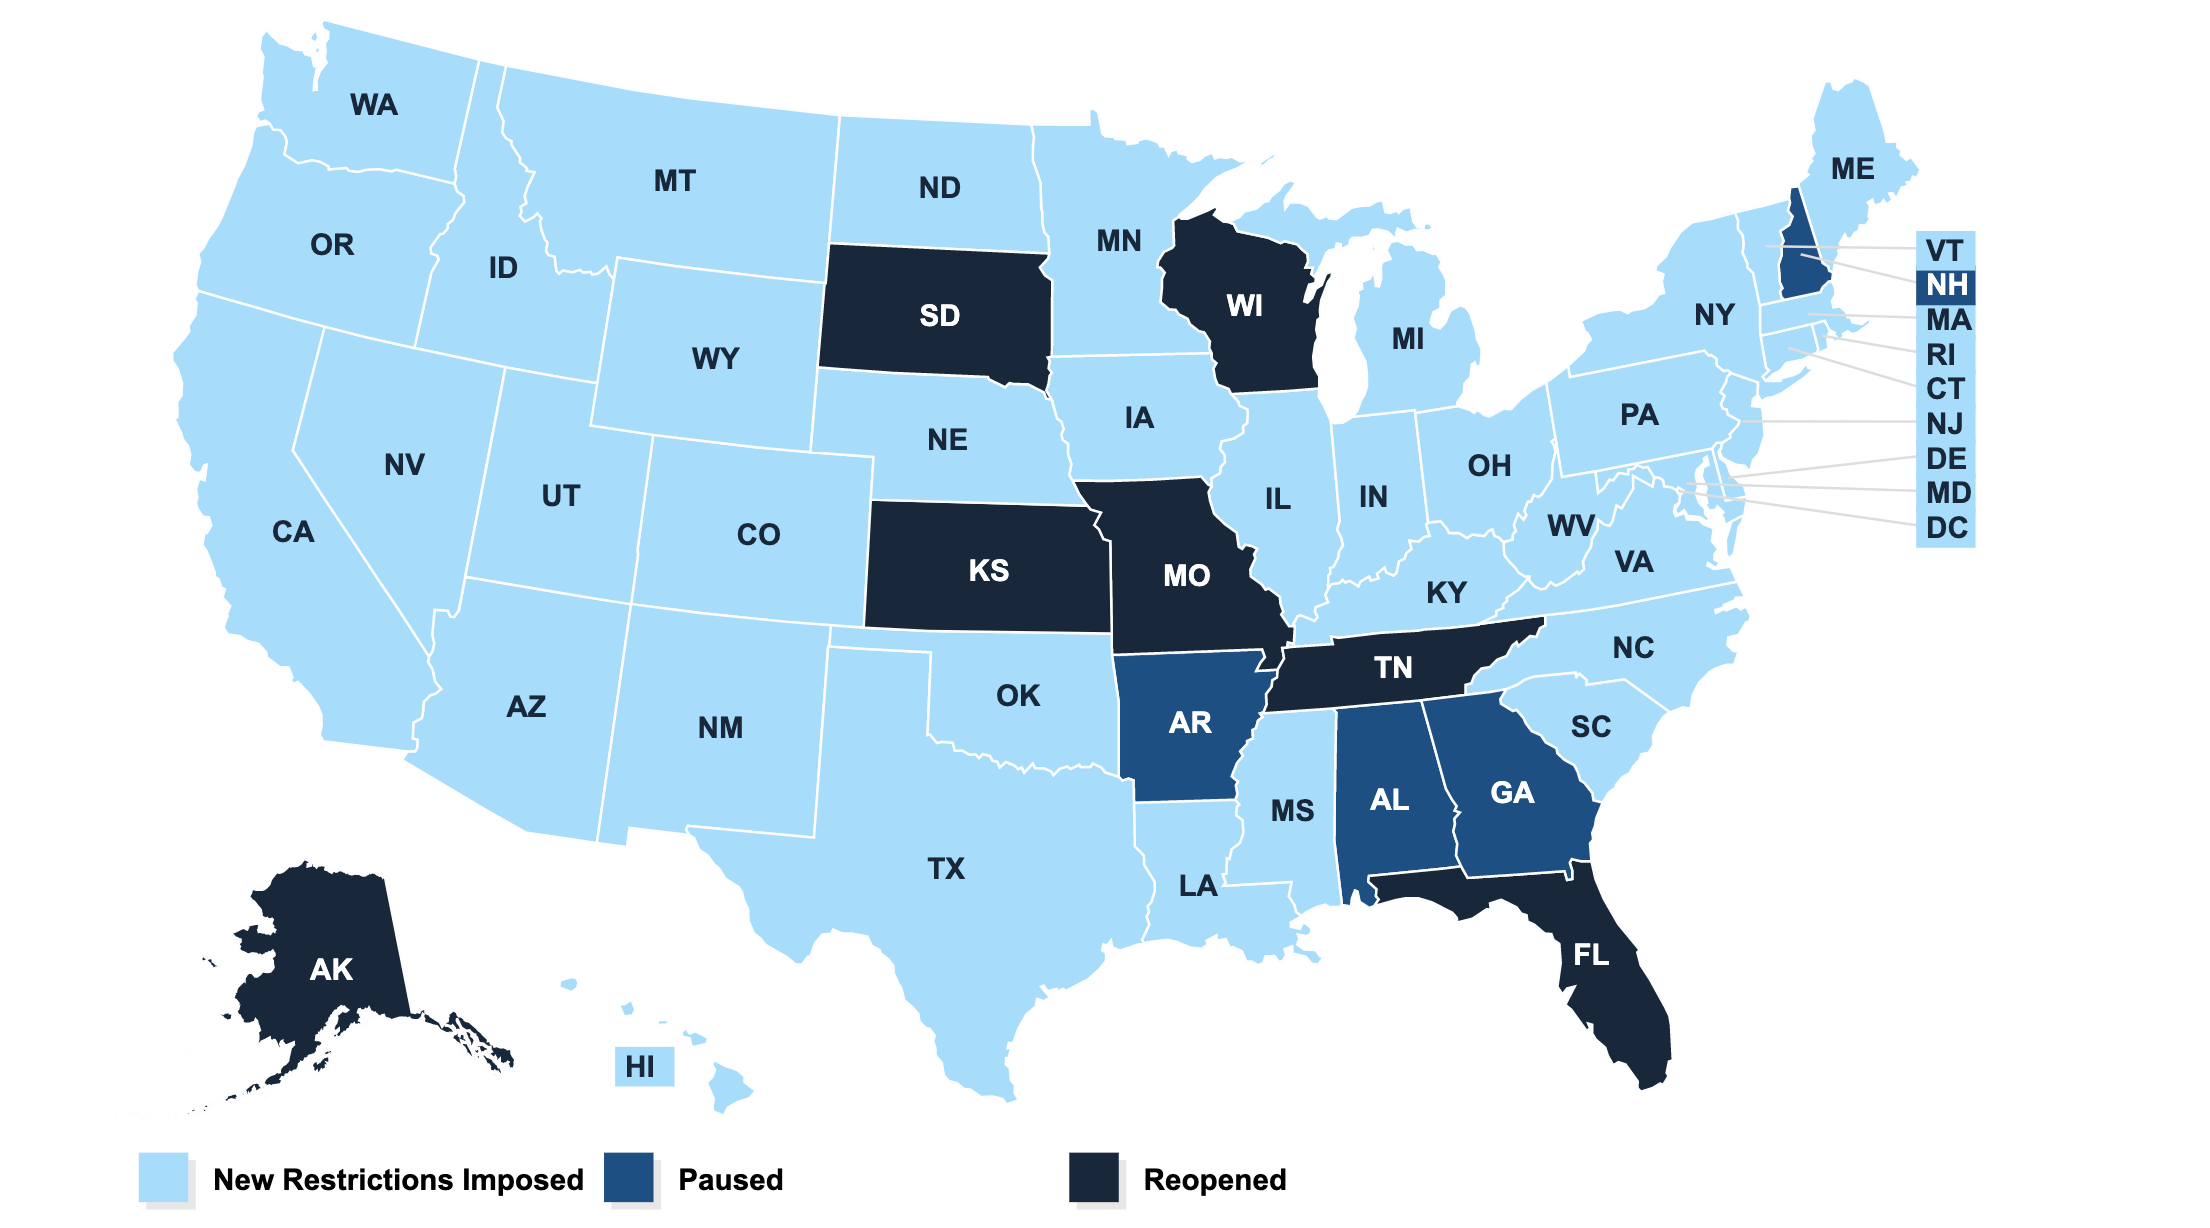 WA
MT
ND
MN
ME
OR
ID
SD
WI
MI
NY
VT
NH
MA
RI
CT
NJ
DE
MD
DC
WY
IA
PA
NE
NV
UT
CO
IL
IN
OH
WV
VA
CA
KS
MO
KY
NC
AZ
NM
OK
AR
TN
SC
TX
LA
MS
AL
GA
FL
AK
HI
New Restrictions Imposed
Paused
Reopened